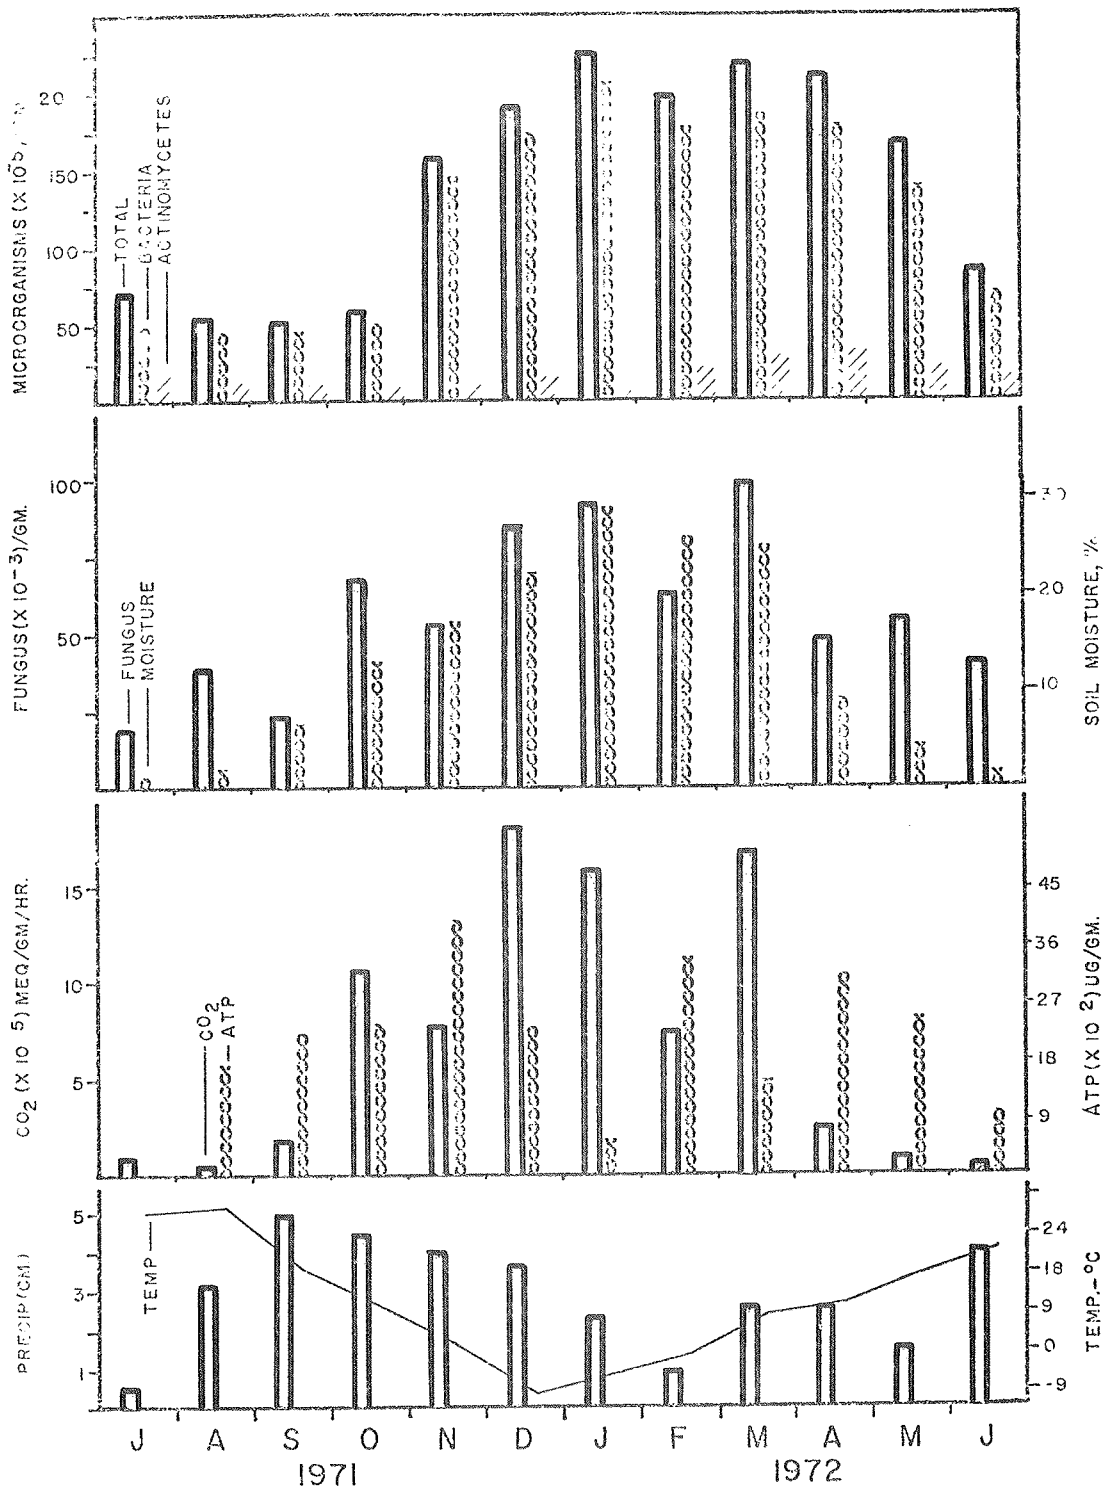 MICROORGANISMS (X 10
20
150
100
50
TOTAL
BACTERIA
ACTINOMYCETES
FUNGUS (X 10-3)/GM.
100
50
FUNGUS
MOISTURE
30
20
10
SOIL MOISTURE, %
CO2 (X 10 5) MEQ/GM/HR.
15
10
5
CO2
ATP
45
36
27
18
9
ATP (X 10 2) UG/GM.
PRECIP (CM.)
5
3
1
TEMP
24
18
9
0
-9
TEMP.-°C
J A S O N D J F M A M J
1971 1972